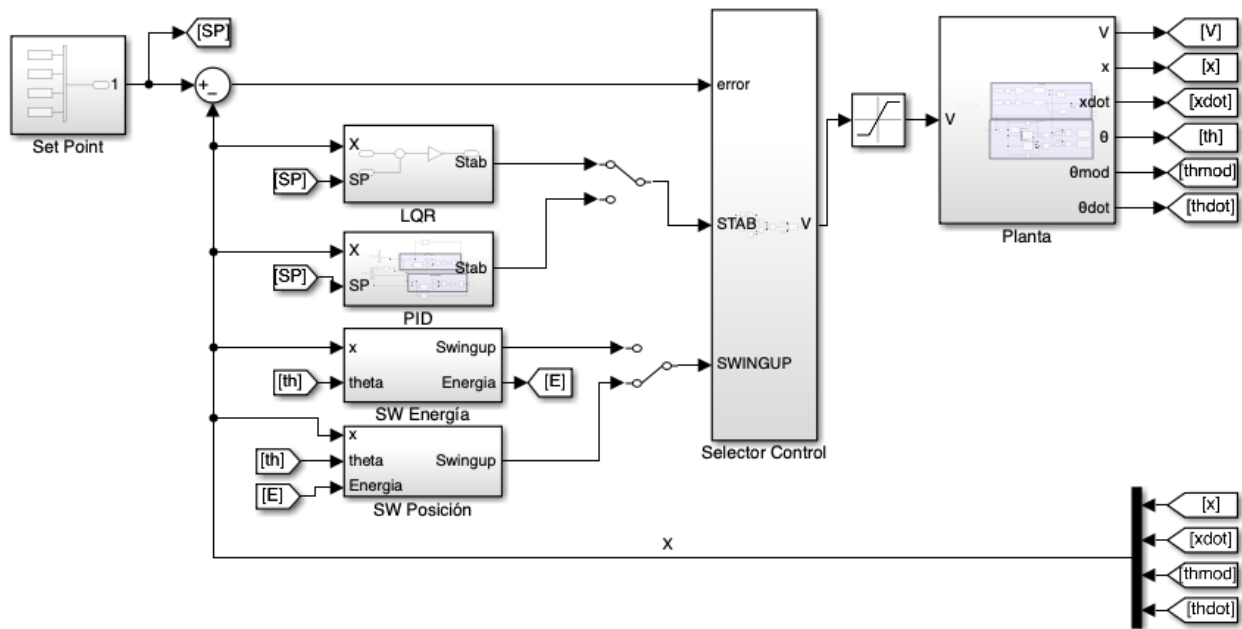 [SP]
1
Set Point
+
−
error
X
Stab
[SP]
SP
LQR
X
Stab
[SP]
SP
PID
x
Swingup
[th]
theta
Energia
[E]
SW Energía
x
[th]
theta
Swingup
[E]
Energia
SW Posición
STAB
V
SWINGUP
Selector Control
V
V
x
xdot
θ
θmod
θdot
Planta
[V]
[x]
[xdot]
[th]
[thmod]
[thdot]
X
[x]
[xdot]
[thmod]
[thdot]